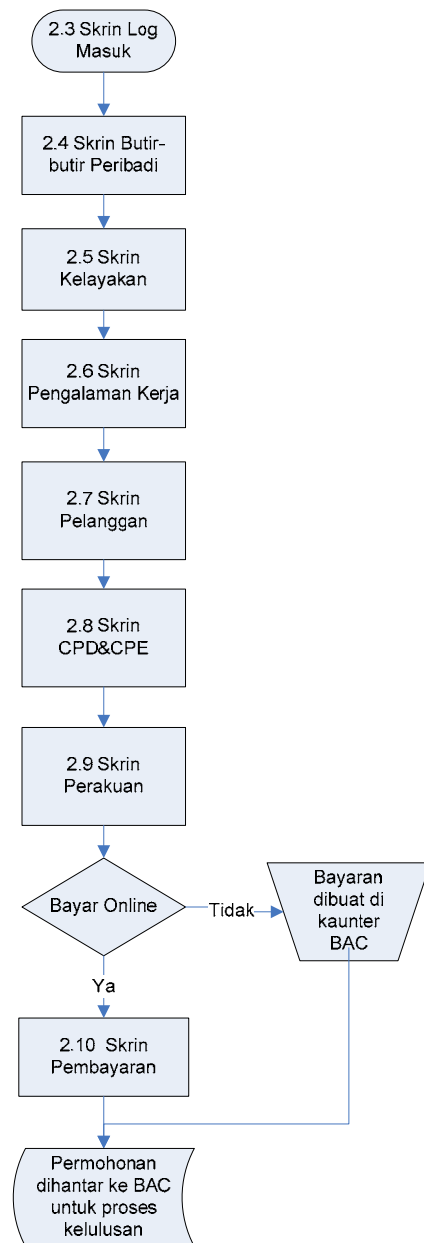 2.3 Skrin Log
Masuk
2.4 Skrin Butir-
butir Peribadi
2.5 Skrin
Kelayakan
2.6 Skrin
Pengalaman Kerja
2.7 Skrin
Pelanggan
2.8 Skrin
CPD&CPE
2.9 Skrin
Perakuan
Bayar Online
Tidak
Bayaran
dibuat di
kaunter
BAC
Ya
2.10 Skrin
Pembayaran
Permohonan
dihantar ke BAC
untuk proses
kelulusan